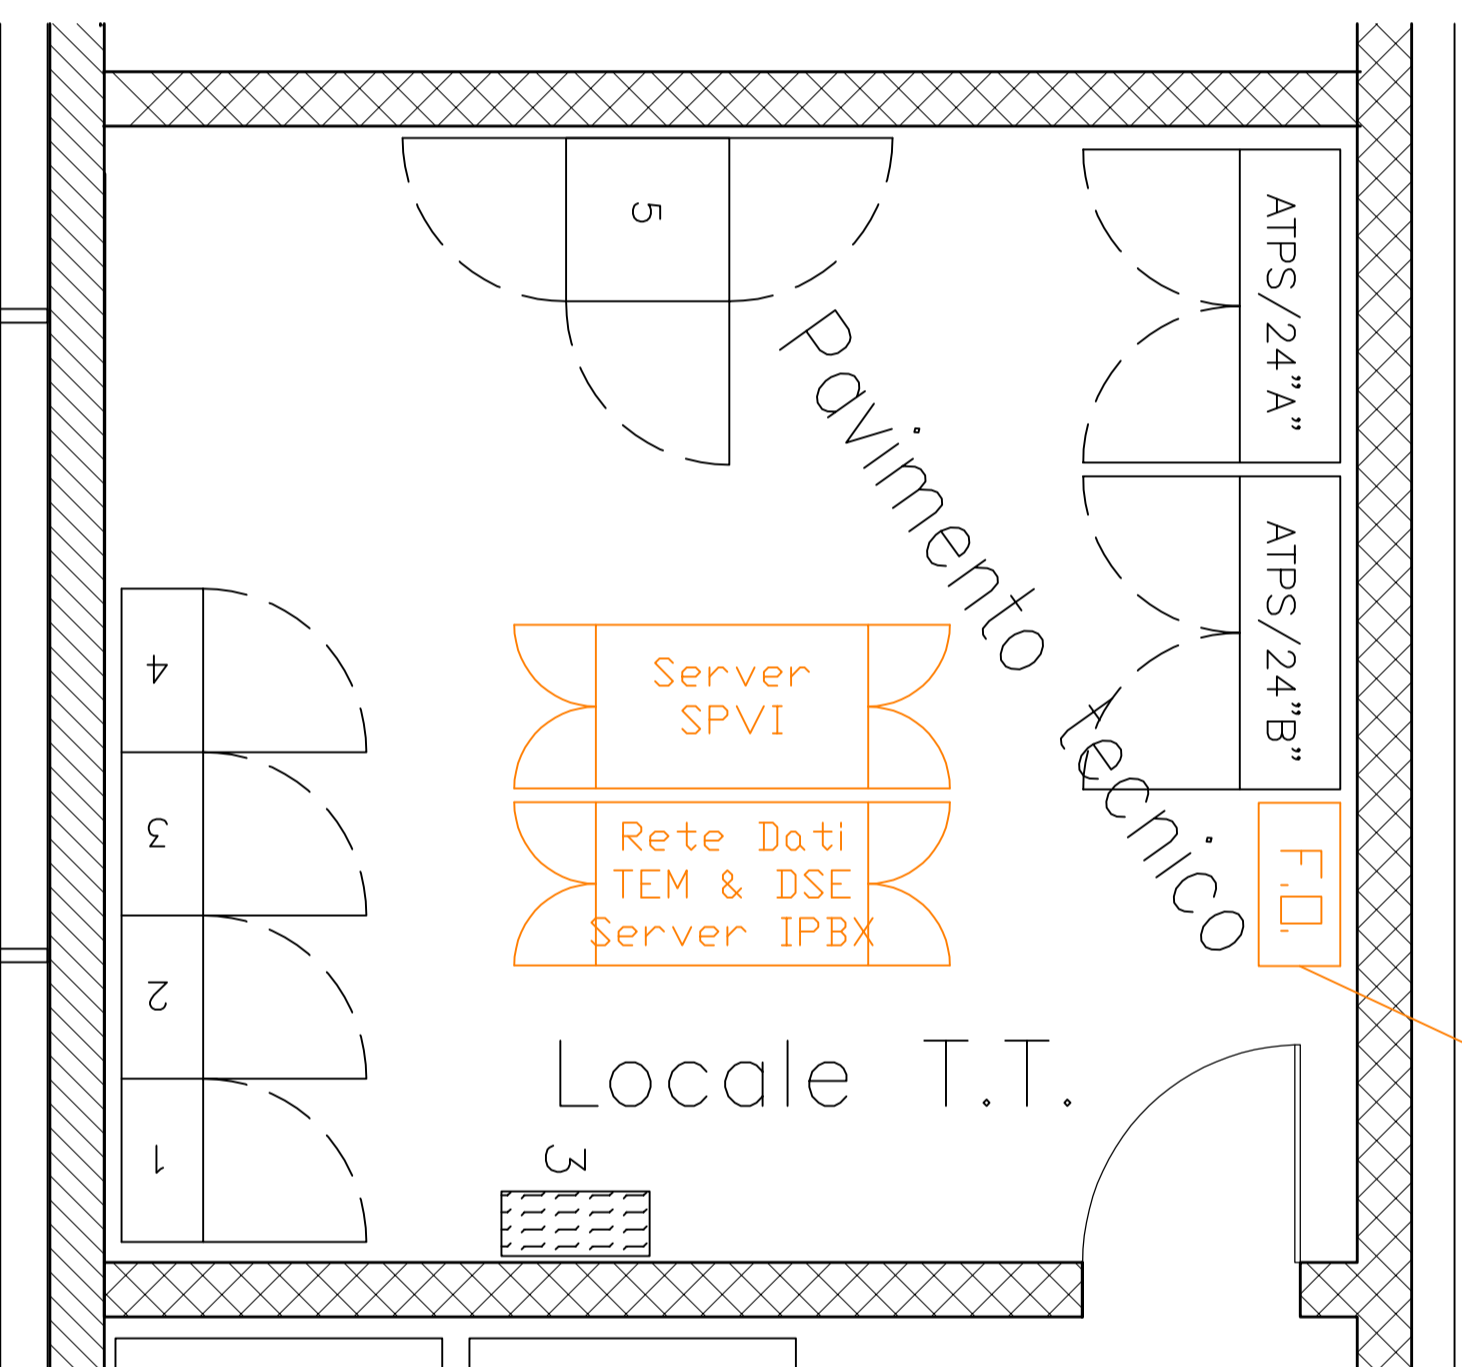 5
ATPS/24"A"
Pavimento tecnico
ATPS/24"B"
4
Server
SPVI
3
Rete Dati
TEM & DSE
Server IPBX
F.O.
2
Locale T.T.
1
3